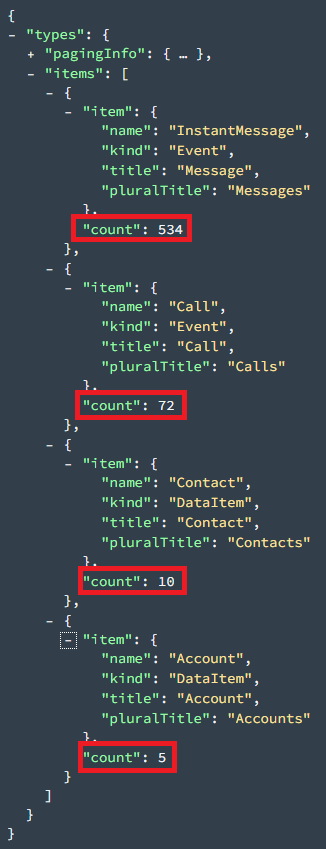 {
– "types": {
+ "pagingInfo": { … },
– "items": [
– {
– "item": {
"name": "InstantMessage",
"kind": "Event",
"title": "Message",
"pluralTitle": "Messages"
},
"count": 534
},
– {
– "item": {
"name": "Call",
"kind": "Event",
"title": "Call",
"pluralTitle": "Calls"
},
"count": 72
},
– {
– "item": {
"name": "Contact",
"kind": "DataItem",
"title": "Contact",
"pluralTitle": "Contacts"
},
"count": 10
},
– {
– "item": {
"name": "Account",
"kind": "DataItem",
"title": "Account",
"pluralTitle": "Accounts"
},
"count": 5
}
]
}
}